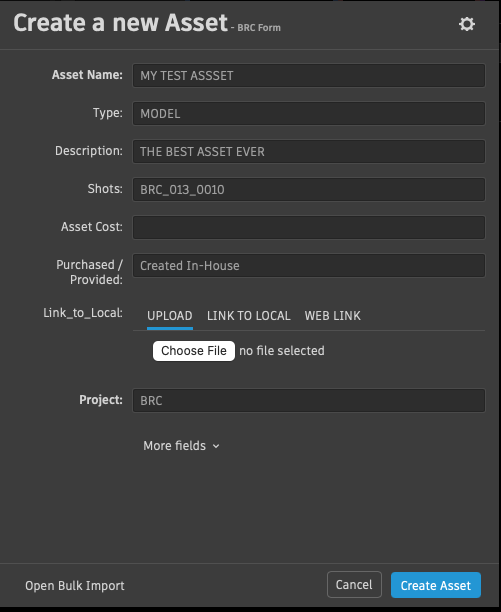 Create a new Asset - BRC Form
Asset Name: MY TEST ASSSET
Type: MODEL
Description: THE BEST ASSET EVER
Shots: BRC_013_0010
Asset Cost:
Purchased / Provided: Created In-House
Link_to_Local: UPLOAD LINK TO LOCAL WEB LINK
Choose File no file selected
Project: BRC
More fields
Open Bulk Import Cancel Create Asset